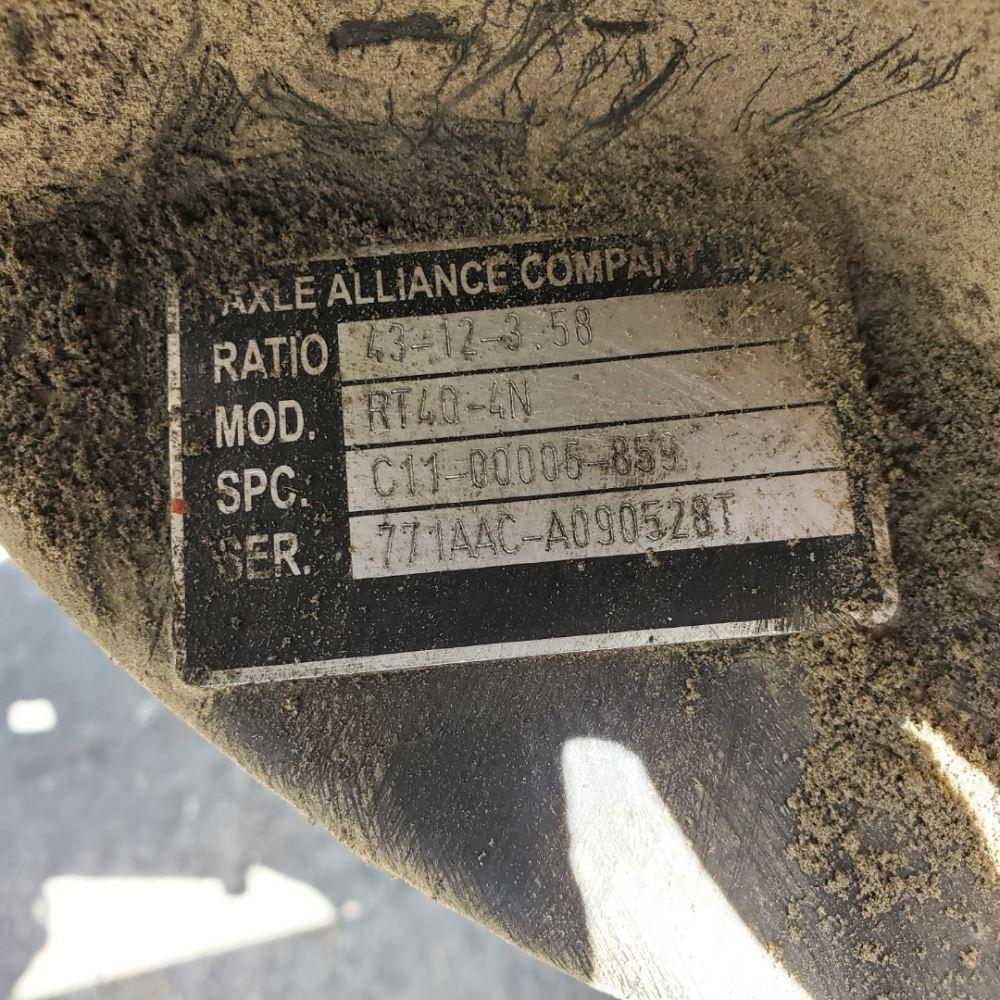 AXLE ALLIANCE COMPANY,
RATIO 43-12-3.58
MOD. RT40-4N
SPC. C11-00006-859
SER. 771AAC-A090528T